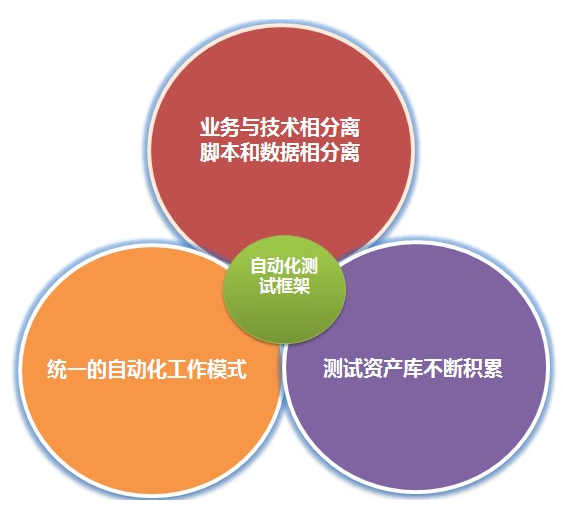 业务与技术相分离
脚本和数据相分离
自动化测
试框架
统一的自动化工作模式
测试资产库不断积累